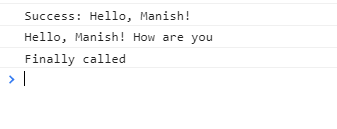 Success: Hello, Manish!
Hello, Manish! How are you
Finally called
>